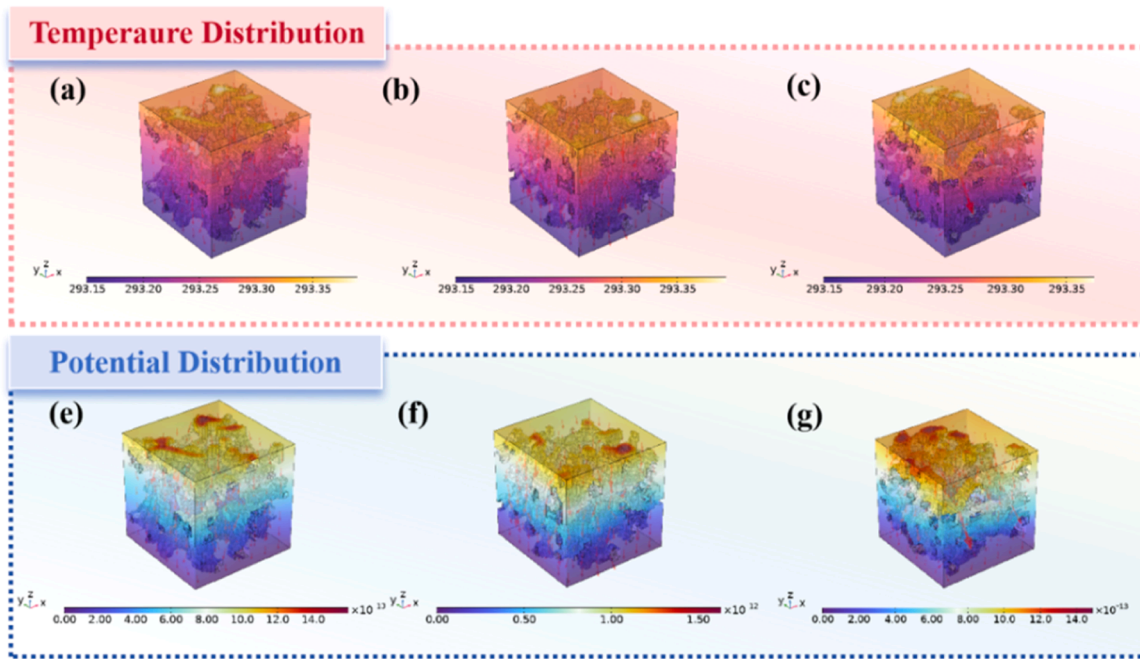 Temperaure Distribution
(a) (b) (c)
y z x 293.15 293.20 293.25 293.30 293.35 y z x 293.15 293.20 293.25 293.30 293.35 y z x 293.15 293.20 293.25 293.30 293.35
Potential Distribution
(e) (f) (g)
y z x ×10 13 y z x ×10 12 y z x ×10-13
0.00 2.00 4.00 6.00 8.00 10.00 12.00 14.0 0.00 0.50 1.00 1.50 0.00 2.00 4.00 6.00 8.00 10.0 12.0 14.0